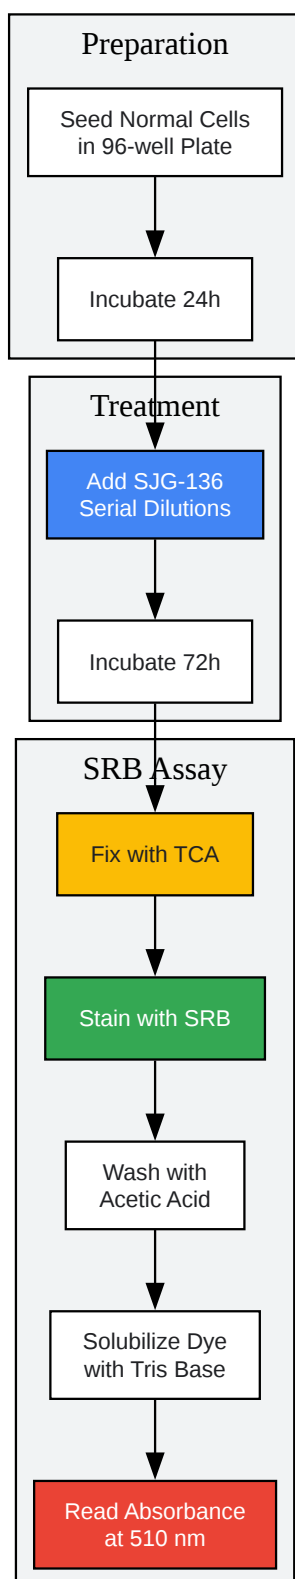 Preparation
Seed Normal Cells
in 96-well Plate
Incubate 24h
Treatment
Add SJG-136
Serial Dilutions
Incubate 72h
SRB Assay
Fix with TCA
Stain with SRB
Wash with
Acetic Acid
Solubilize Dye
with Tris Base
Read Absorbance
at 510 nm